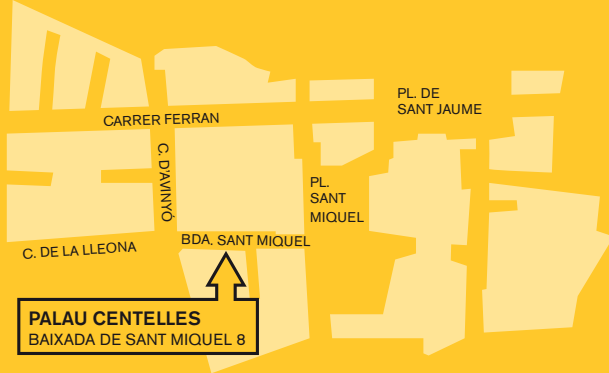 PL. DE
SANT JAUME
CARRER FERRAN
C. D'AVINYÓ
PL.
SANT
MIQUEL
BDA. SANT MIQUEL
C. DE LA LLEONA
PALAU CENTELLES
BAIXADA DE SANT MIQUEL 8